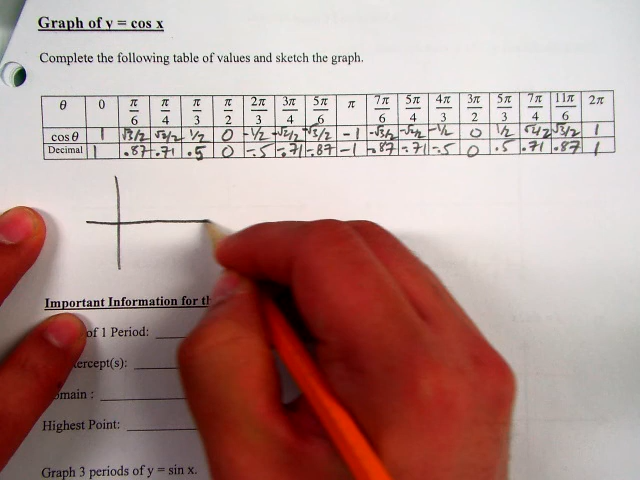 Graph of y = cos x
Complete the following table of values and sketch the graph.
θ 0 π/6 π/4 π/3 π/2 2π/3 3π/4 5π/6 π 7π/6 5π/4 4π/3 3π/2 5π/3 7π/4 11π/6 2π
cos θ 1 √3/2 √2/2 1/2 0 -1/2 -√2/2 -√3/2 -1 -√3/2 -√2/2 -1/2 0 1/2 √2/2 √3/2 1
Decimal 1 .87 .71 .5 0 -.5 -.71 -.87 -1 -.87 -.71 -.5 0 .5 .71 .87 1
Important Information for th
of 1 Period:
ercept(s):
main :
Highest Point:
Graph 3 periods of y = sin x.